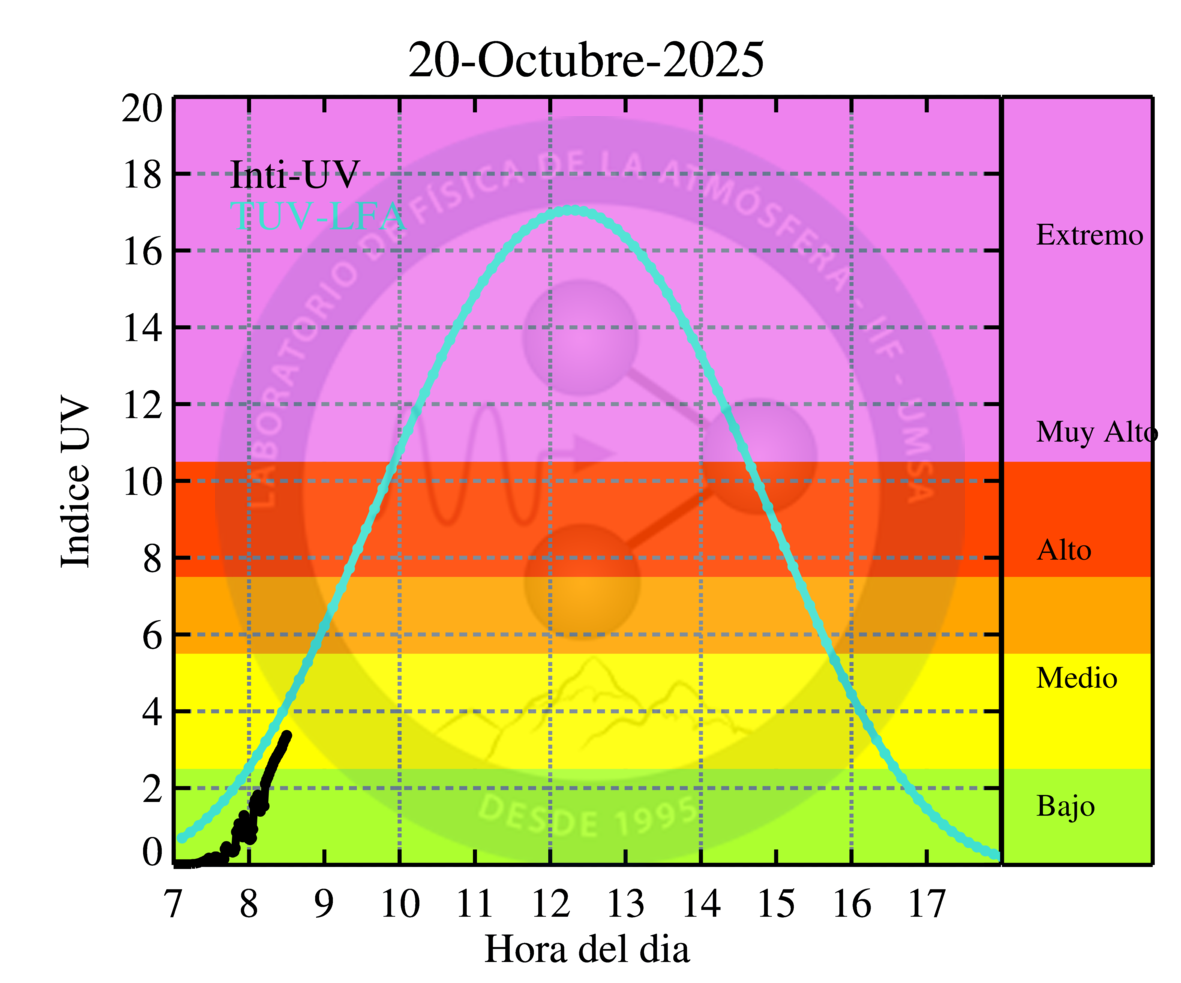 20-Octubre-2025
Indice UV
20
18
16
14
12
10
8
6
4
2
0
Inti-UV
TUV-LFA
LABORATORIO DE FÍSICA DE LA ATMÓSFERA - IIF - UMSA
DESDE 1995
Extremo
Muy Alto
Alto
Medio
Bajo
7 8 9 10 11 12 13 14 15 16 17
Hora del dia